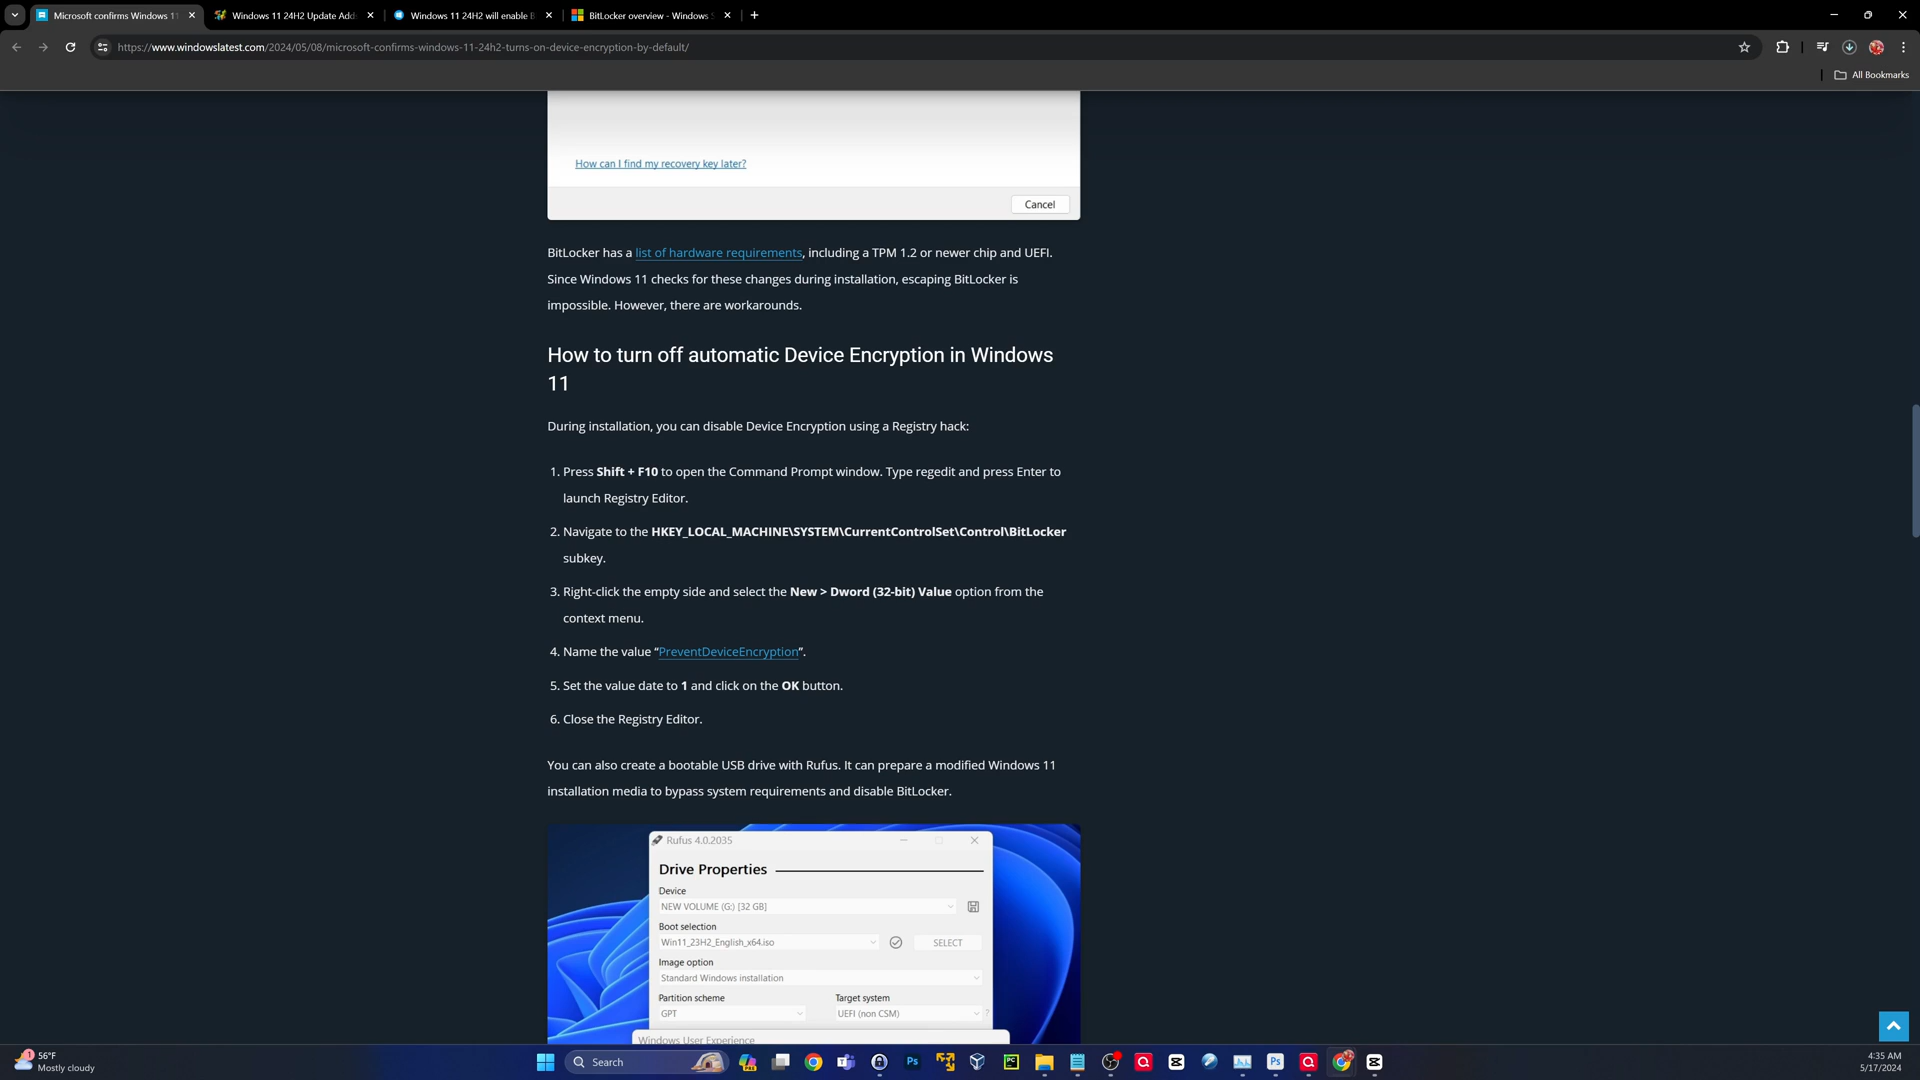 Microsoft confirms Windows 11
Windows 11 24H2 Update Adds
Windows 11 24H2 will enable B
BitLocker overview - Windows S
https://www.windowslatest.com/2024/05/08/microsoft-confirms-windows-11-24h2-turns-on-device-encryption-by-default/
All Bookmarks
How can I find my recovery key later?
Cancel
BitLocker has a list of hardware requirements, including a TPM 1.2 or newer chip and UEFI.
Since Windows 11 checks for these changes during installation, escaping BitLocker is
impossible. However, there are workarounds.
How to turn off automatic Device Encryption in Windows
11
During installation, you can disable Device Encryption using a Registry hack:
1. Press Shift + F10 to open the Command Prompt window. Type regedit and press Enter to
launch Registry Editor.
2. Navigate to the HKEY_LOCAL_MACHINE\SYSTEM\CurrentControlSet\Control\BitLocker
subkey.
3. Right-click the empty side and select the New > Dword (32-bit) Value option from the
context menu.
4. Name the value “PreventDeviceEncryption”.
5. Set the value date to 1 and click on the OK button.
6. Close the Registry Editor.
You can also create a bootable USB drive with Rufus. It can prepare a modified Windows 11
installation media to bypass system requirements and disable BitLocker.
Rufus 4.0.2035
Drive Properties
Device
NEW VOLUME (G:) [32 GB]
Boot selection
Win11_23H2_English_x64.iso
SELECT
Image option
Standard Windows installation
Partition scheme
Target system
GPT
UEFI (non CSM)
?
Windows User Experience
1
56°F
Mostly cloudy
Search
PRE
Ps
PC
Ps
4:35 AM
5/17/2024